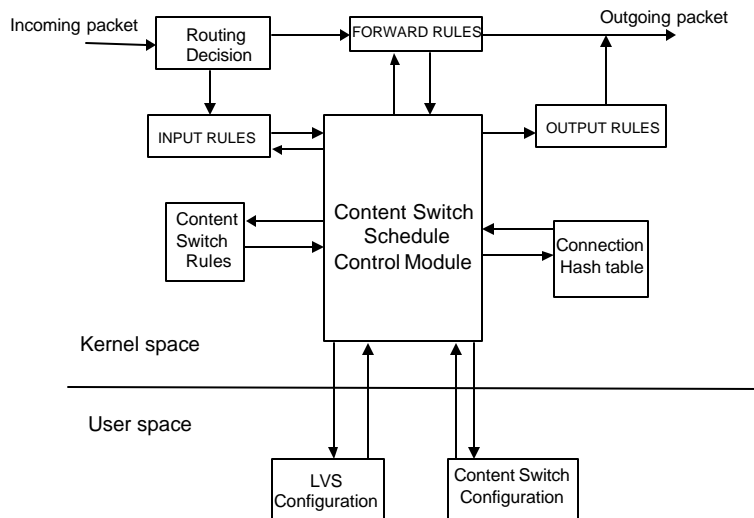 Incoming packet
Outgoing packet
Routing
Decision
FORWARD RULES
INPUT RULES
OUTPUT RULES
Content
Switch
Rules
Content Switch
Schedule
Control Module
Connection
Hash table
Kernel space
User space
LVS
Configuration
Content Switch
Configuration